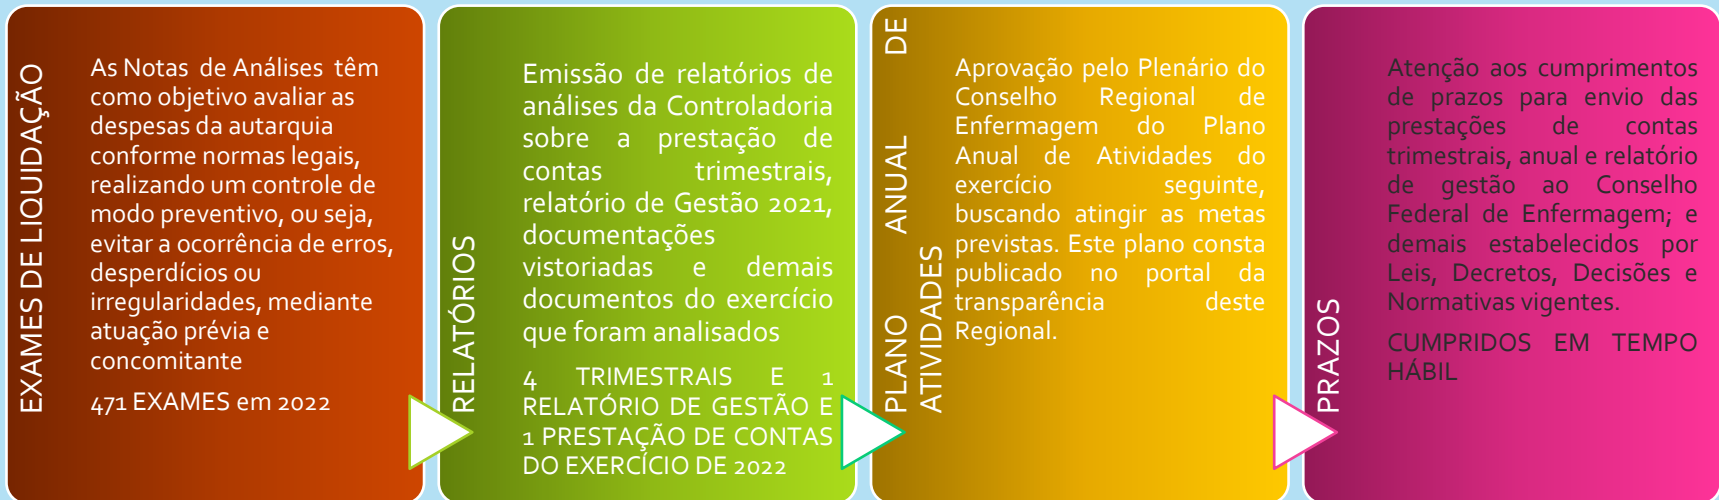 EXAMES DE LIQUIDAÇÃO
As Notas de Análises têm
como objetivo avaliar as
despesas da autarquia
conforme normas legais,
realizando um controle de
modo preventivo, ou seja,
evitar a ocorrência de erros,
desperdícios ou
irregularidades, mediante
atuação prévia e
concomitante
471 EXAMES em 2022
RELATÓRIOS
Emissão de relatórios de
análises da Controladoria
sobre a prestação de
contas trimestrais,
relatório de Gestão 2021,
documentações
vistoriadas e demais
documentos do exercício
que foram analisados
4 TRIMESTRAIS E 1
RELATÓRIO DE GESTÃO E
1 PRESTAÇÃO DE CONTAS
DO EXERCÍCIO DE 2022
PLANO ANUAL DE
ATIVIDADES
Aprovação pelo Plenário do
Conselho Regional de
Enfermagem do Plano
Anual de Atividades do
exercício seguinte,
buscando atingir as metas
previstas. Este plano consta
publicado no portal da
transparência deste
Regional.
PRAZOS
Atenção aos cumprimentos
de prazos para envio das
prestações de contas
trimestrais, anual e relatório
de gestão ao Conselho
Federal de Enfermagem; e
demais estabelecidos por
Leis, Decretos, Decisões e
Normativas vigentes.
CUMPRIDOS EM TEMPO
HÁBIL